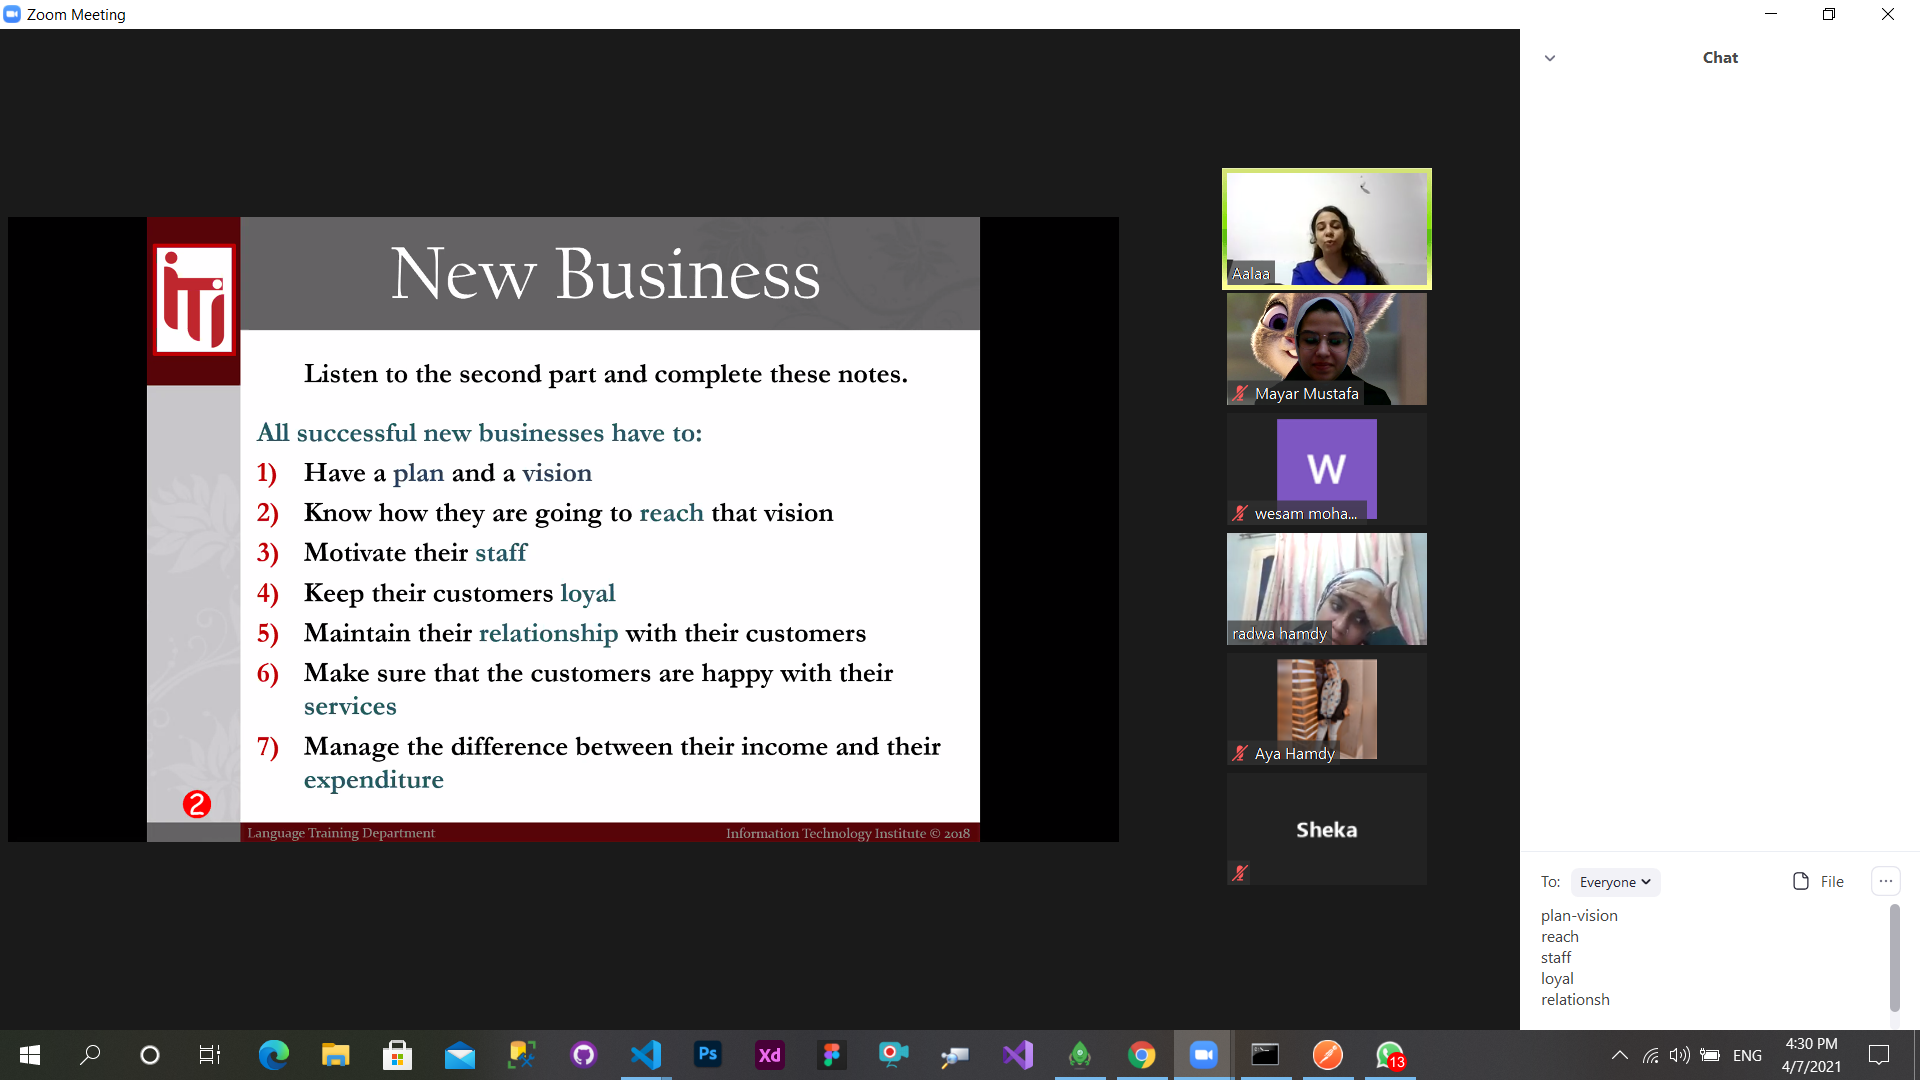 Zoom Meeting
Chat
iTi
New Business
Listen to the second part and complete these notes.
All successful new businesses have to:
1) Have a plan and a vision
2) Know how they are going to reach that vision
3) Motivate their staff
4) Keep their customers loyal
5) Maintain their relationship with their customers
6) Make sure that the customers are happy with their
services
7) Manage the difference between their income and their
expenditure
2
Language Training Department
Information Technology Institute © 2018
Aalaa
Mayar Mustafa
W
wesam moha...
radwa hamdy
Aya Hamdy
Sheka
To: Everyone
File
plan-vision
reach
staff
loyal
relationsh
Ps
Xd
13
ENG
4:30 PM
4/7/2021